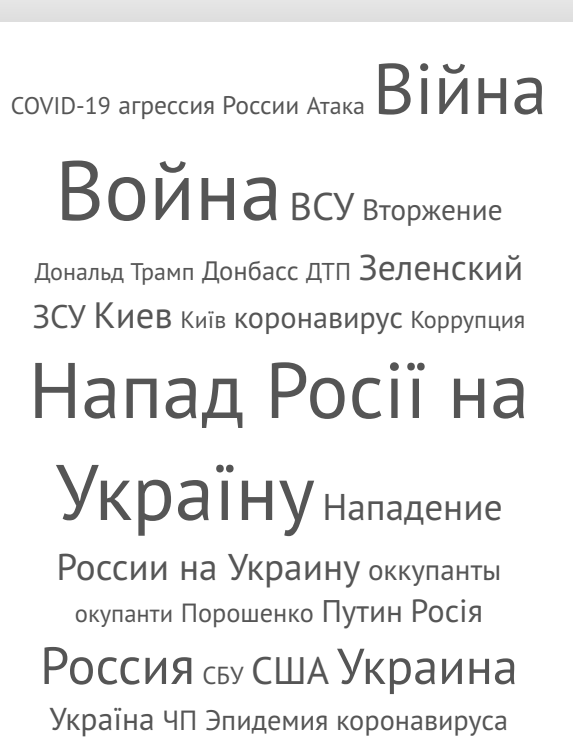 COVID-19 агрессия России Атака Війна
Война ВСУ Вторжение
Дональд Трамп Донбасс ДТП Зеленский
ЗСУ Киев Київ коронавирус Коррупция
Напад Росії на
Україну Нападение
России на Украину оккупанты
окупанти Порошенко Путин Росія
Россия СБУ США Украина
Україна ЧП Эпидемия коронавируса